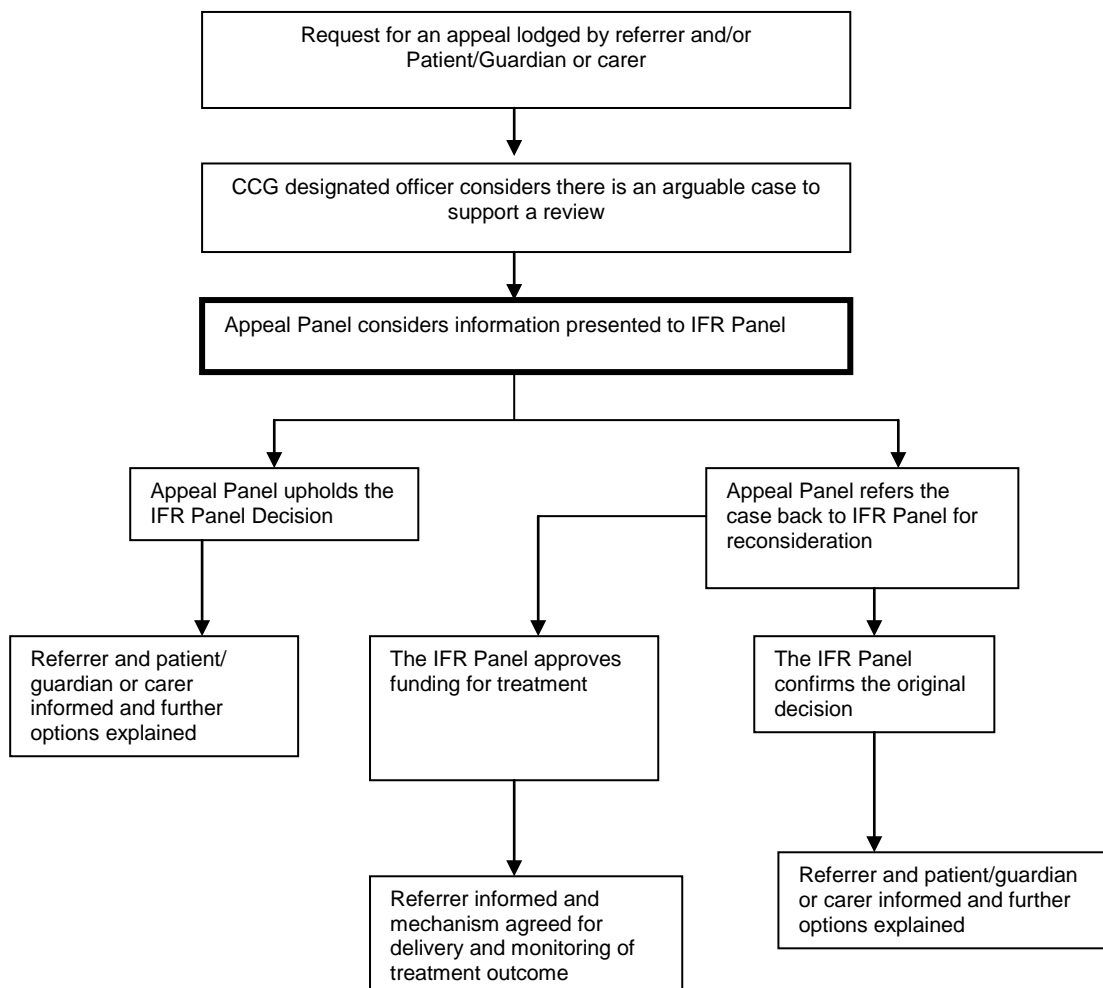 Request for an appeal lodged by referrer and/or
Patient/Guardian or carer
CCG designated officer considers there is an arguable case to
support a review
Appeal Panel considers information presented to IFR Panel
Appeal Panel upholds the
IFR Panel Decision
Appeal Panel refers the
case back to IFR Panel for
reconsideration
Referrer and patient/
guardian or carer
informed and further
options explained
The IFR Panel approves
funding for treatment
The IFR Panel
confirms the original
decision
Referrer informed and
mechanism agreed for
delivery and monitoring of
treatment outcome
Referrer and patient/guardian
or carer informed and further
options explained